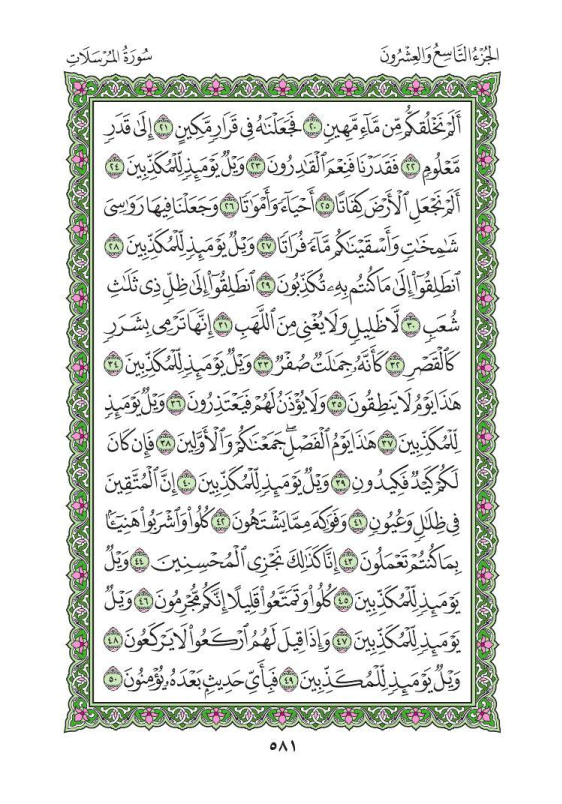 الجُزْءُ التَّاسِعُ وَالعِشْرُونَ
سُورَةُ المُرْسَلَاتِ
أَلَمْ نَخْلُقكُّم مِّن مَّآءٍ مَّهِينٍ ٢٠ فَجَعَلْنَٰهُ فِى قَرَارٍ مَّكِينٍ ٢١ إِلَىٰ قَدَرٍ
مَّعْلُومٍ ٢٢ فَقَدَرْنَا فَنِعْمَ ٱلْقَٰدِرُونَ ٢٣ وَيْلٌ يَوْمَئِذٍ لِّلْمُكَذِّبِينَ ٢٤
أَلَمْ نَجْعَلِ ٱلْأَرْضَ كِفَاتًا ٢٥ أَحْيَآءً وَأَمْوَٰتًا ٢٦ وَجَعَلْنَا فِيهَا رَوَٰسِىَ
شَٰمِخَٰتٍ وَأَسْقَيْنَٰكُم مَّآءً فُرَاتًا ٢٧ وَيْلٌ يَوْمَئِذٍ لِّلْمُكَذِّبِينَ ٢٨
ٱنطَلِقُوٓا۟ إِلَىٰ مَا كُنتُم بِهِۦ تُكَذِّبُونَ ٢٩ ٱنطَلِقُوٓا۟ إِلَىٰ ظِلٍّ ذِى ثَلَٰثِ
شُعَبٍ ٣٠ لَّا ظَلِيلٍ وَلَا يُغْنِى مِنَ ٱللَّهَبِ ٣١ إِنَّهَا تَرْمِى بِشَرَرٍ
كَٱلْقَصْرِ ٣٢ كَأَنَّهُۥ جِمَٰلَتٌ صُفْرٌ ٣٣ وَيْلٌ يَوْمَئِذٍ لِّلْمُكَذِّبِينَ ٣٤
هَٰذَا يَوْمُ لَا يَنطِقُونَ ٣٥ وَلَا يُؤْذَنُ لَهُمْ فَيَعْتَذِرُونَ ٣٦ وَيْلٌ يَوْمَئِذٍ
لِّلْمُكَذِّبِينَ ٣٧ هَٰذَا يَوْمُ ٱلْفَصْلِ ۖ جَمَعْنَٰكُمْ وَٱلْأَوَّلِينَ ٣٨ فَإِن كَانَ
لَكُمْ كَيْدٌ فَكِيدُونِ ٣٩ وَيْلٌ يَوْمَئِذٍ لِّلْمُكَذِّبِينَ ٤٠ إِنَّ ٱلْمُتَّقِينَ
فِى ظِلَٰلٍ وَعُيُونٍ ٤١ وَفَوَٰكِهَ مِمَّا يَشْتَهُونَ ٤٢ كُلُوا۟ وَٱشْرَبُوا۟ هَنِيٓـًٔۢا
بِمَا كُنتُمْ تَعْمَلُونَ ٤٣ إِنَّا كَذَٰلِكَ نَجْزِى ٱلْمُحْسِنِينَ ٤٤ وَيْلٌ
يَوْمَئِذٍ لِّلْمُكَذِّبِينَ ٤٥ كُلُوا۟ وَتَمَتَّعُوا۟ قَلِيلًا إِنَّكُم مُّجْرِمُونَ ٤٦ وَيْلٌ
يَوْمَئِذٍ لِّلْمُكَذِّبِينَ ٤٧ وَإِذَا قِيلَ لَهُمُ ٱرْكَعُوا۟ لَا يَرْكَعُونَ ٤٨
وَيْلٌ يَوْمَئِذٍ لِّلْمُكَذِّبِينَ ٤٩ فَبِأَىِّ حَدِيثٍۭ بَعْدَهُۥ يُؤْمِنُونَ ٥٠
٥٨١